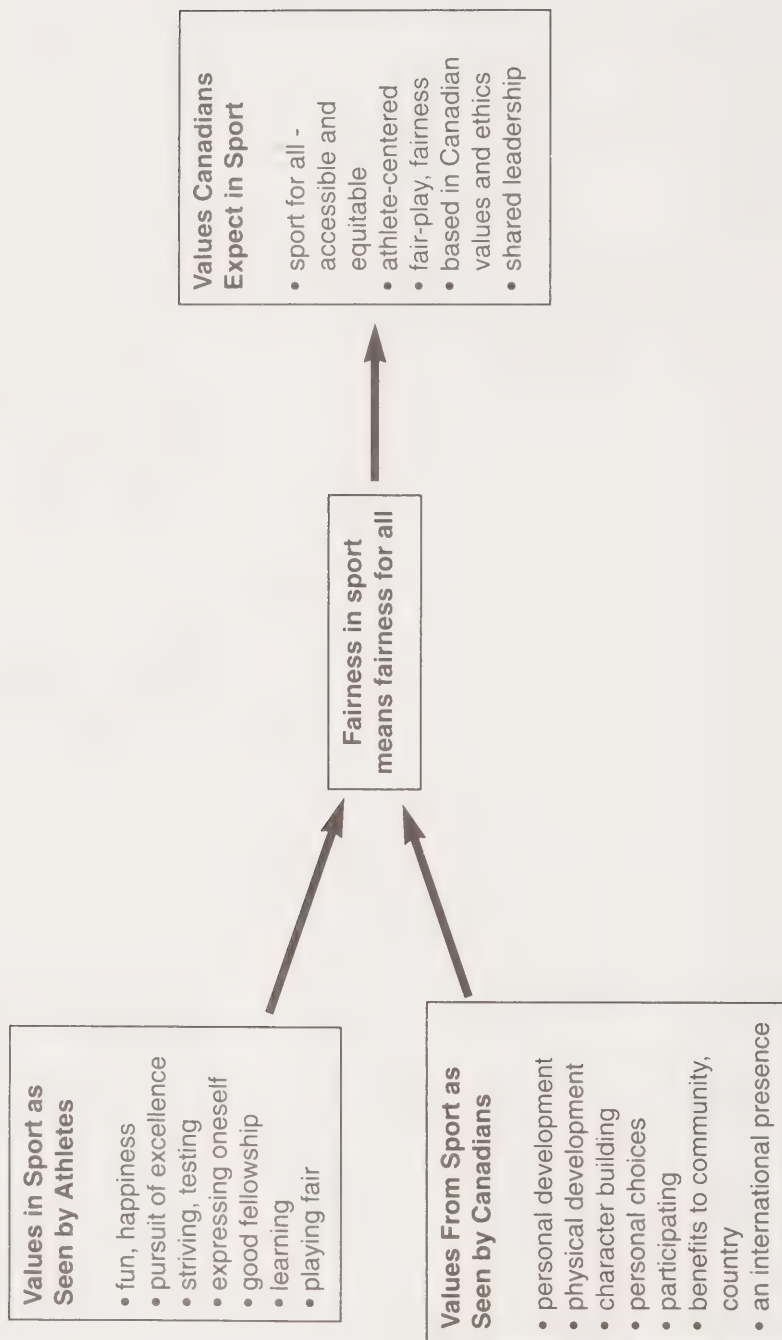 Values in Sport as
Seen by Athletes
• fun, happiness
• pursuit of excellence
• striving, testing
• expressing oneself
• good fellowship
• learning
• playing fair
Values From Sport as
Seen by Canadians
• personal development
• physical development
• character building
• personal choices
• participating
• benefits to community,
country
• an international presence
Fairness in sport
means fairness for all
Values Canadians
Expect in Sport
• sport for all -
accessible and
equitable
• athlete-centered
• fair-play, fairness
• based in Canadian
values and ethics
• shared leadership